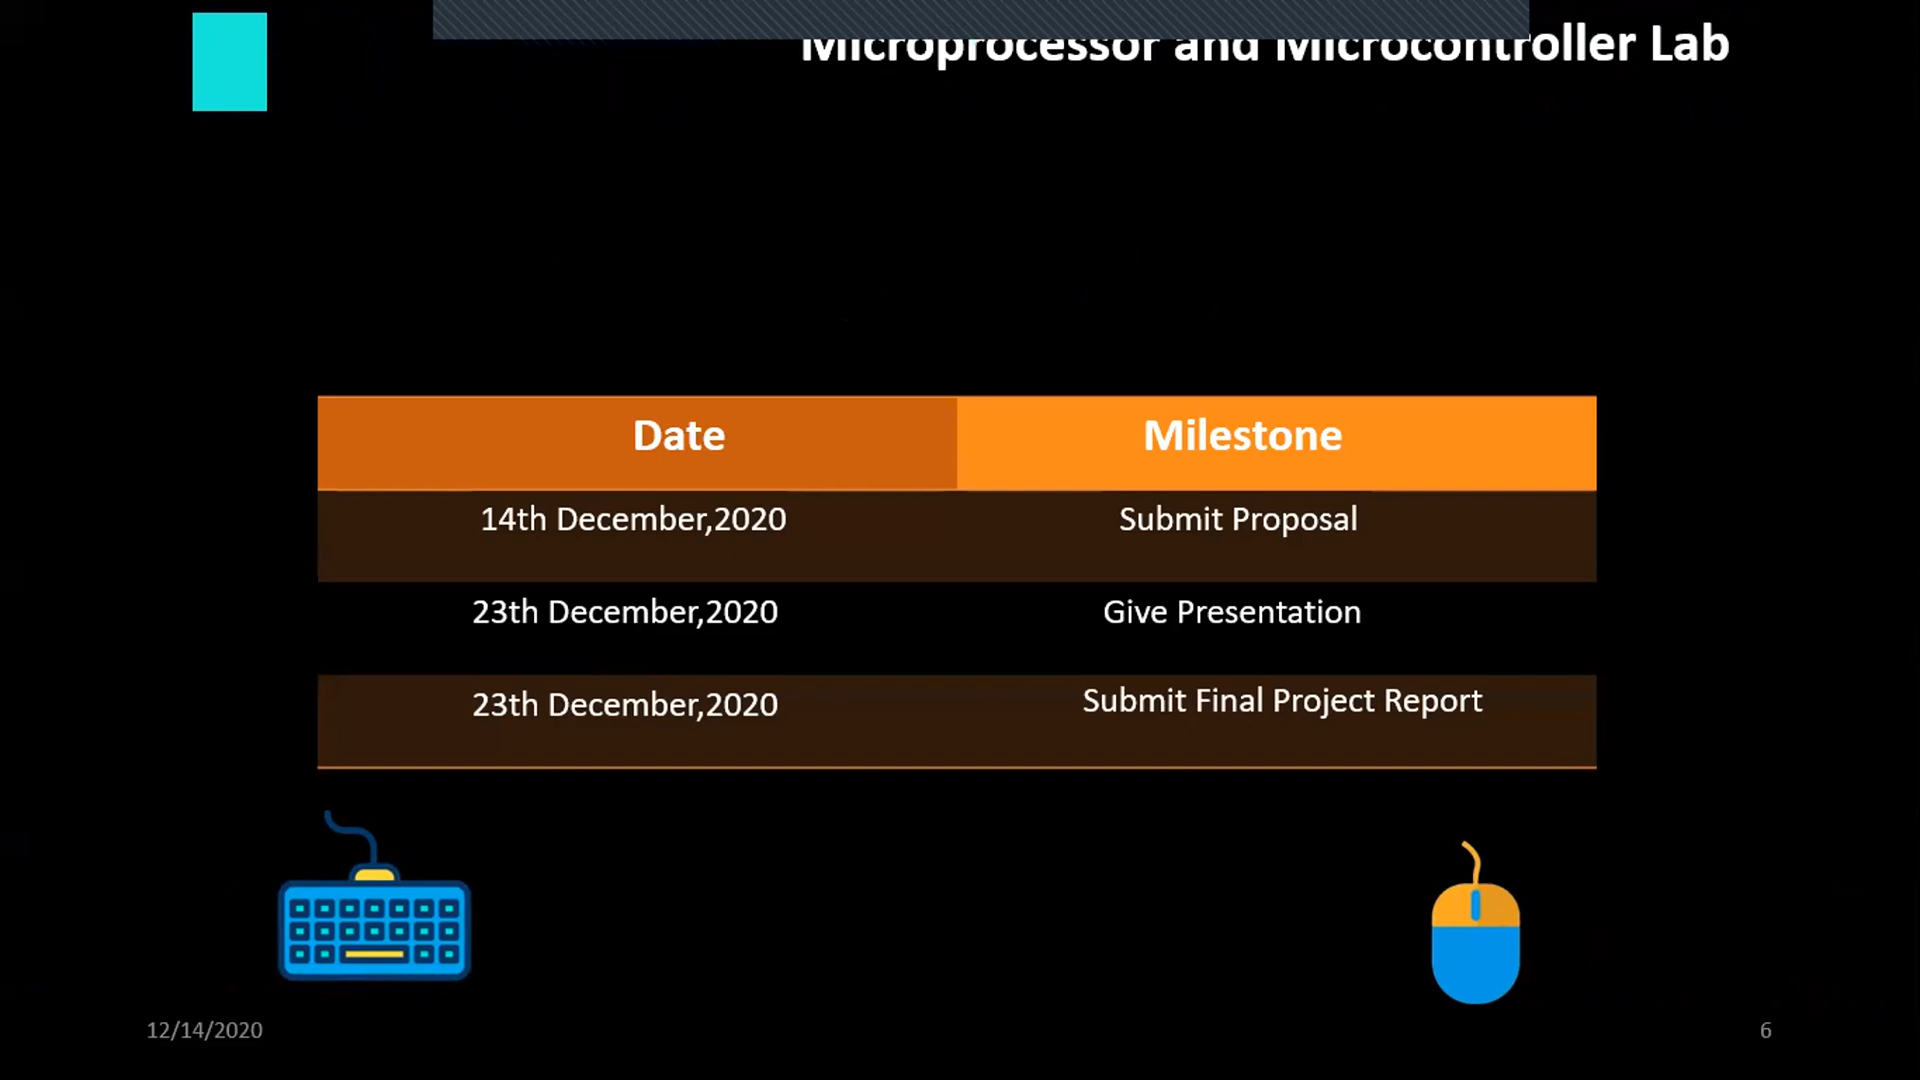 Microprocessor and Microcontroller Lab
Date Milestone
14th December,2020 Submit Proposal
23th December,2020 Give Presentation
23th December,2020 Submit Final Project Report
12/14/2020 6